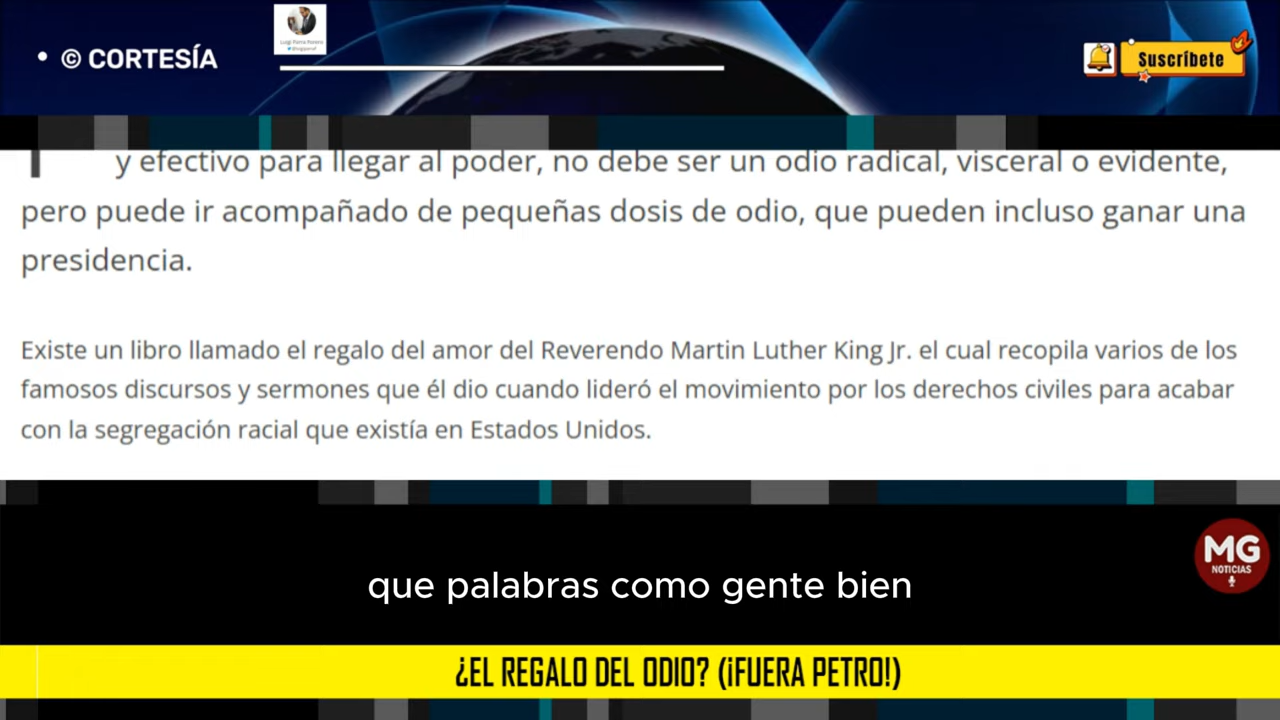 • © CORTESÍA
Suscríbete
y efectivo para llegar al poder, no debe ser un odio radical, visceral o evidente,
pero puede ir acompañado de pequeñas dosis de odio, que pueden incluso ganar una
presidencia.
Existe un libro llamado el regalo del amor del Reverendo Martin Luther King Jr. el cual recopila varios de los
famosos discursos y sermones que él dio cuando lideró el movimiento por los derechos civiles para acabar
con la segregación racial que existía en Estados Unidos.
MG
NOTICIAS
que palabras como gente bien
¿EL REGALO DEL ODIO? (¡FUERA PETRO!)